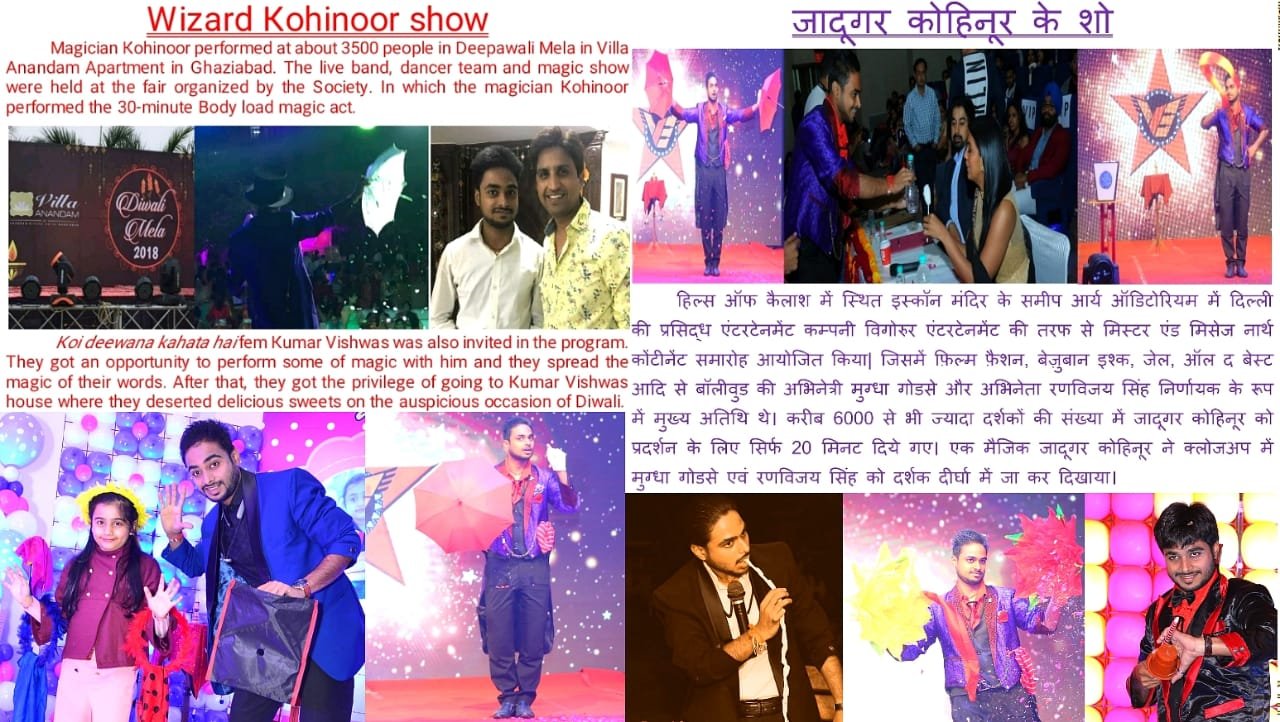 Wizard Kohinoor show
Magician Kohinoor performed at about 3500 people in Deepawali Mela in Villa
Anandam Apartment in Ghaziabad. The live band, dancer team and magic show
were held at the fair organized by the Society. In which the magician Kohinoor
performed the 30-minute Body load magic act.
Villa
ANANDAM
Diwali
Mela
2018
Koi deewana kahata hai fem Kumar Vishwas was also invited in the program.
They got an opportunity to perform some of magic with him and they spread the
magic of their words. After that, they got the privilege of going to Kumar Vishwas
house where they deserted delicious sweets on the auspicious occasion of Diwali.
जादूगर कोहिनूर के शो
हिल्स ऑफ कैलाश में स्थित इस्कॉन मंदिर के समीप आर्य ऑडिटोरियम में दिल्ली
की प्रसिद्ध एंटरटेनमेंट कम्पनी विगोरुर एंटरटेनमेंट की तरफ से मिस्टर एंड मिसेज नार्थ
कोंटीनेंट समारोह आयोजित किया| जिसमें फ़िल्म फ़ैशन, बेज़ुबान इश्क, जेल, ऑल द बेस्ट
आदि से बॉलीवुड की अभिनेत्री मुग्धा गोडसे और अभिनेता रणविजय सिंह निर्णायक के रूप
में मुख्य अतिथि थे। करीब 6000 से भी ज्यादा दर्शकों की संख्या में जादूगर कोहिनूर को
प्रदर्शन के लिए सिर्फ 20 मिनट दिये गए। एक मैजिक जादूगर कोहिनूर ने क्लोजअप में
मुग्धा गोडसे एवं रणविजय सिंह को दर्शक दीर्घा में जा कर दिखाया।